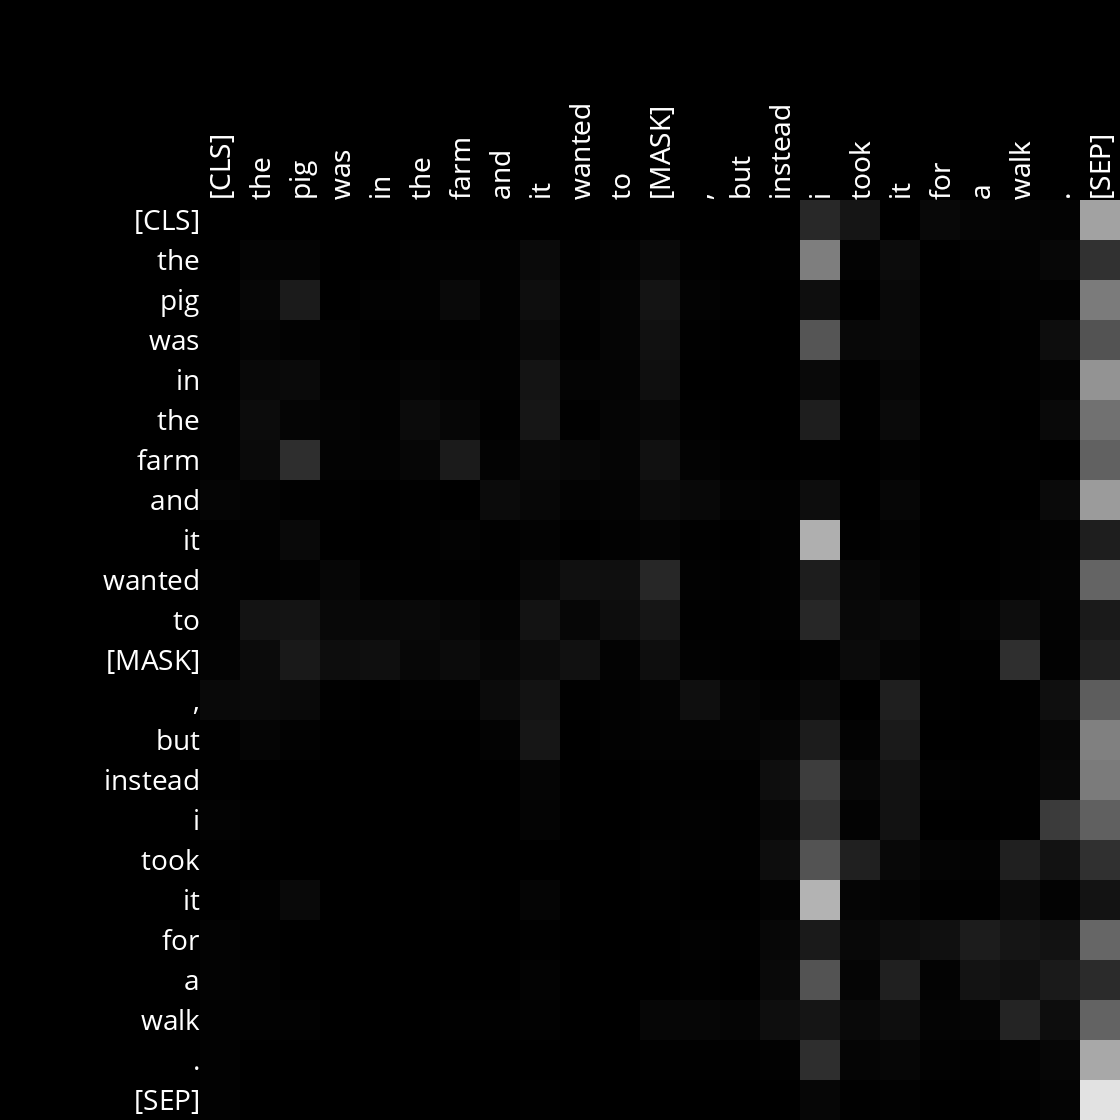 [CLS] the pig was in the farm and it wanted to [MASK] , but instead i took it for a walk . [SEP]
[CLS]
the
pig
was
in
the
farm
and
it
wanted
to
[MASK]
,
but
instead
i
took
it
for
a
walk
.
[SEP]